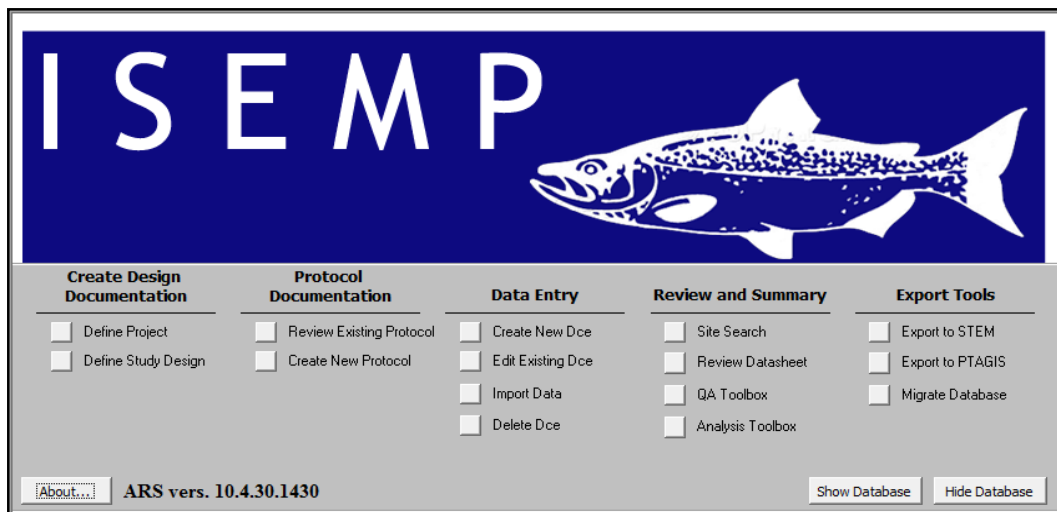 ISEMP
Create Design
Documentation
Define Project
Define Study Design
Protocol
Documentation
Review Existing Protocol
Create New Protocol
Data Entry
Create New Dce
Edit Existing Dce
Import Data
Delete Dce
Review and Summary
Site Search
Review Datasheet
QA Toolbox
Analysis Toolbox
Export Tools
Export to STEM
Export to PTAGIS
Migrate Database
About...
ARS vers. 10.4.30.1430
Show Database
Hide Database